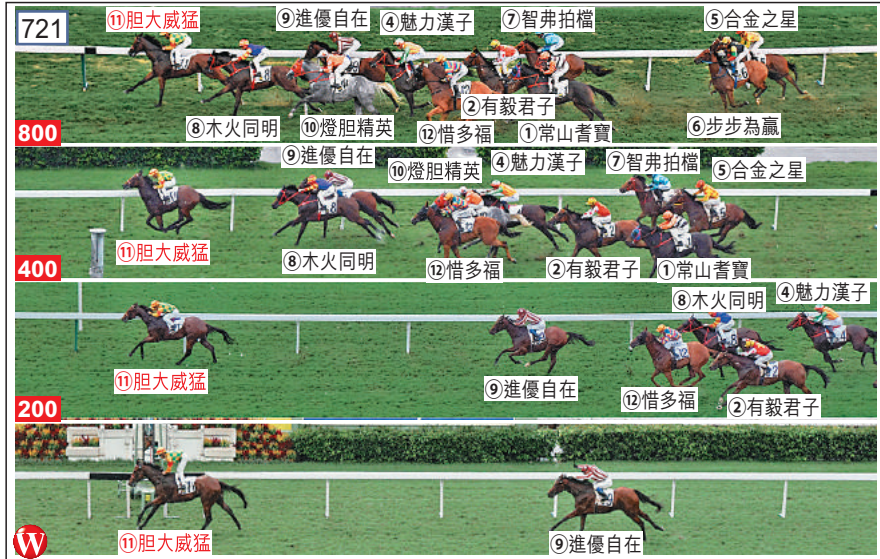 721
⑪胆大威猛
⑨進優自在
④魅力漢子
⑦智弗拍檔
⑤合金之星
⑧木火同明
⑩燈胆精英
⑫惜多福
②有毅君子
①常山耆寶
⑥步步為贏
800
⑨進優自在
⑩燈胆精英
④魅力漢子
⑦智弗拍檔
⑤合金之星
⑪胆大威猛
⑧木火同明
⑫惜多福
②有毅君子
①常山耆寶
400
⑧木火同明
④魅力漢子
⑪胆大威猛
⑨進優自在
⑫惜多福
②有毅君子
200
⑪胆大威猛
⑨進優自在
W